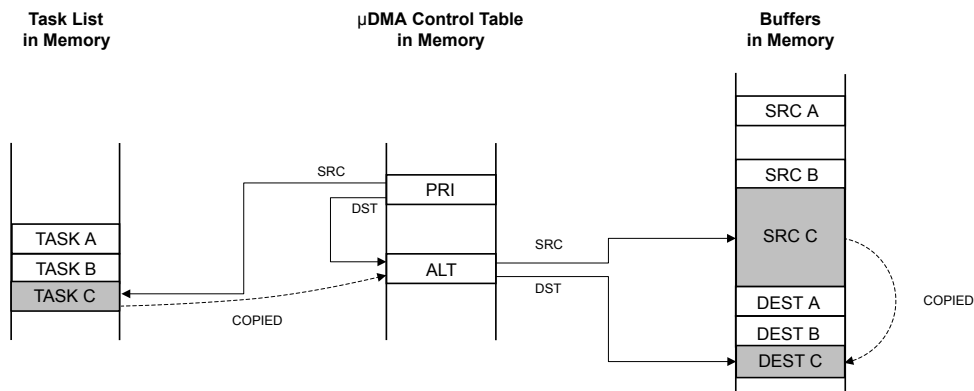 Task List
in Memory
µDMA Control Table
in Memory
Buffers
in Memory
SRC A
SRC B
SRC
PRI
DST
TASK A
TASK B
TASK C
ALT
SRC
DST
SRC C
COPIED
DEST A
DEST B
DEST C
COPIED